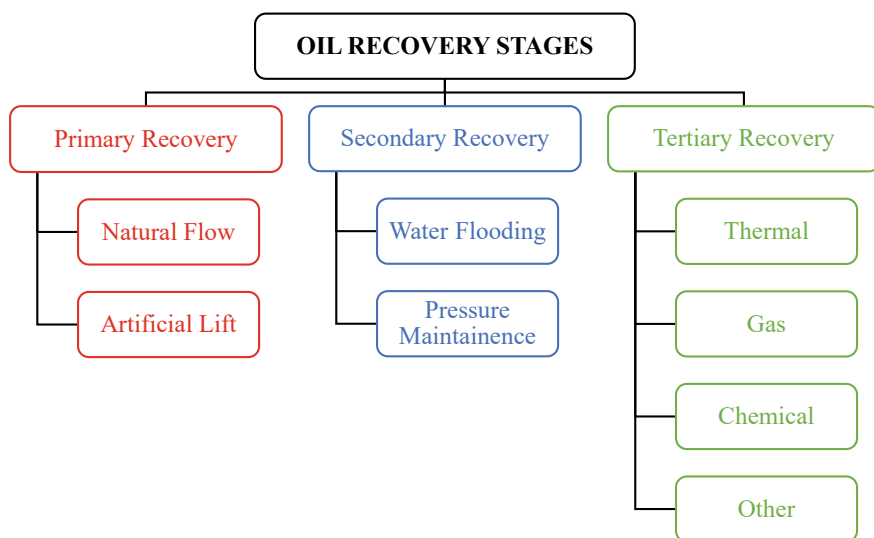 OIL RECOVERY STAGES
Primary Recovery
Natural Flow
Artificial Lift
Secondary Recovery
Water Flooding
Pressure
Maintainence
Tertiary Recovery
Thermal
Gas
Chemical
Other